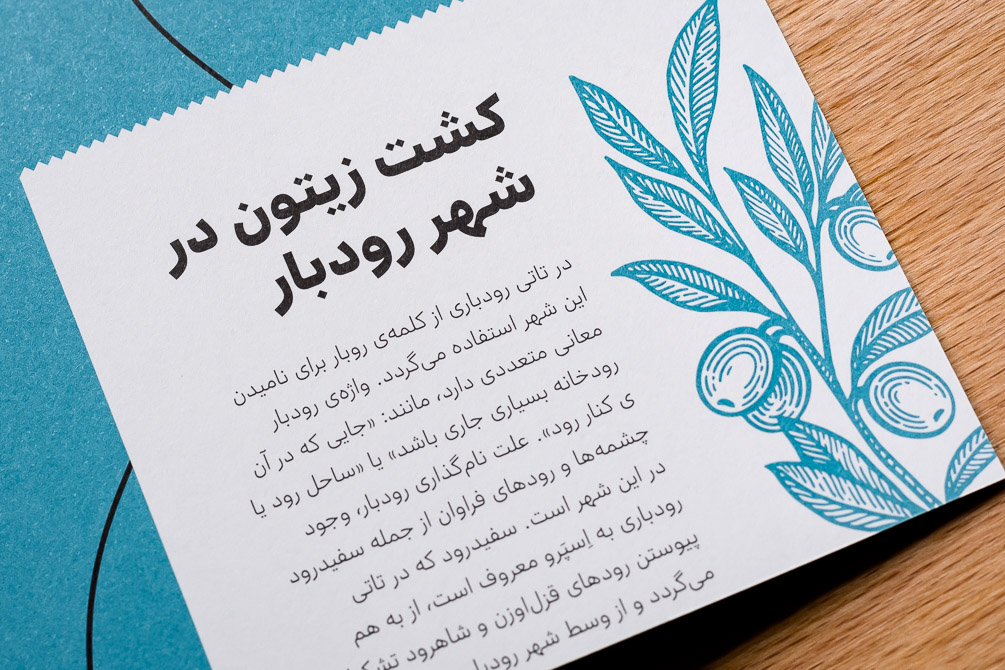 کشت زیتون در
شهر رودبار
در تاتی رودباری از کلمه‌ی روبار برای نامیدن
این شهر استفاده می‌گردد. واژه‌ی رودبار
معانی متعددی دارد، مانند: «جایی که در آن
رودخانه بسیاری جاری باشد» یا «ساحل رود یا
ی کنار رود». علت نام‌گذاری رودبار، وجود
چشمه‌ها و رودهای فراوان از جمله سفیدرود
در این شهر است. سفیدرود که در تاتی
رودباری به اِسپَرو معروف است، از به هم
پیوستن رودهای قزل‌اوزن و شاهرود
می‌گردد و از وسط شهر